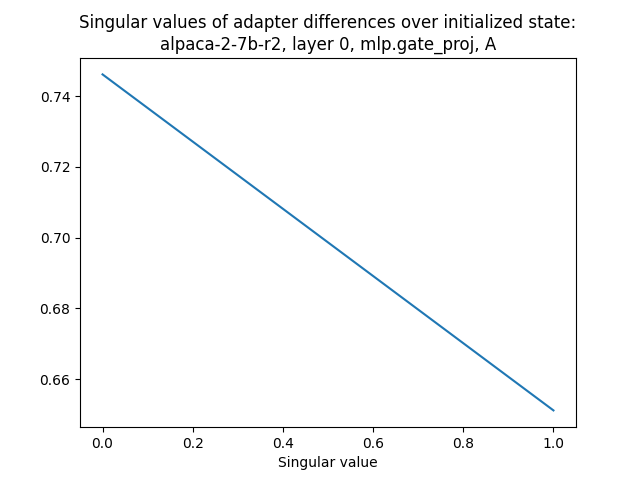 Singular values of adapter differences over initialized state:
alpaca-2-7b-r2, layer 0, mlp.gate_proj, A
0.74
0.72
0.70
0.68
0.66
0.0 0.2 0.4 0.6 0.8 1.0
Singular value